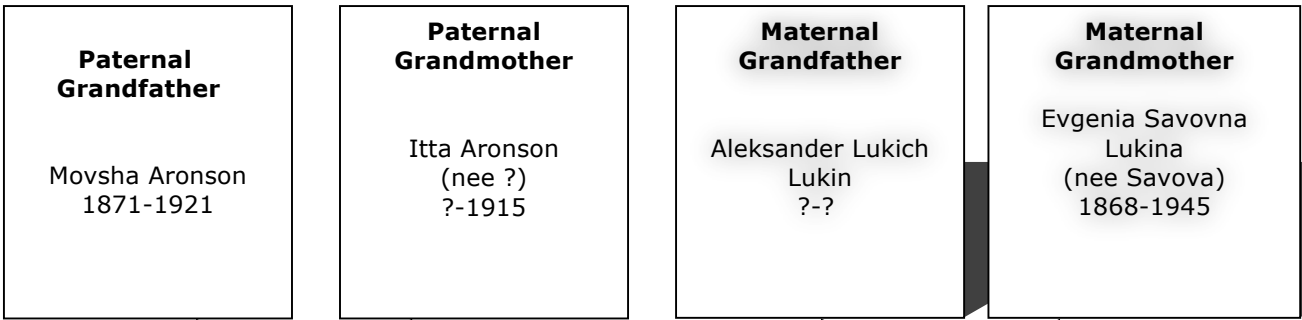 Paternal
Grandfather
Movsha Aronson
1871-1921
Paternal
Grandmother
Itta Aronson
(nee ?)
?-1915
Maternal
Grandfather
Aleksander Lukich
Lukin
?-?
Maternal
Grandmother
Evgenia Savovna
Lukina
(nee Savova)
1868-1945